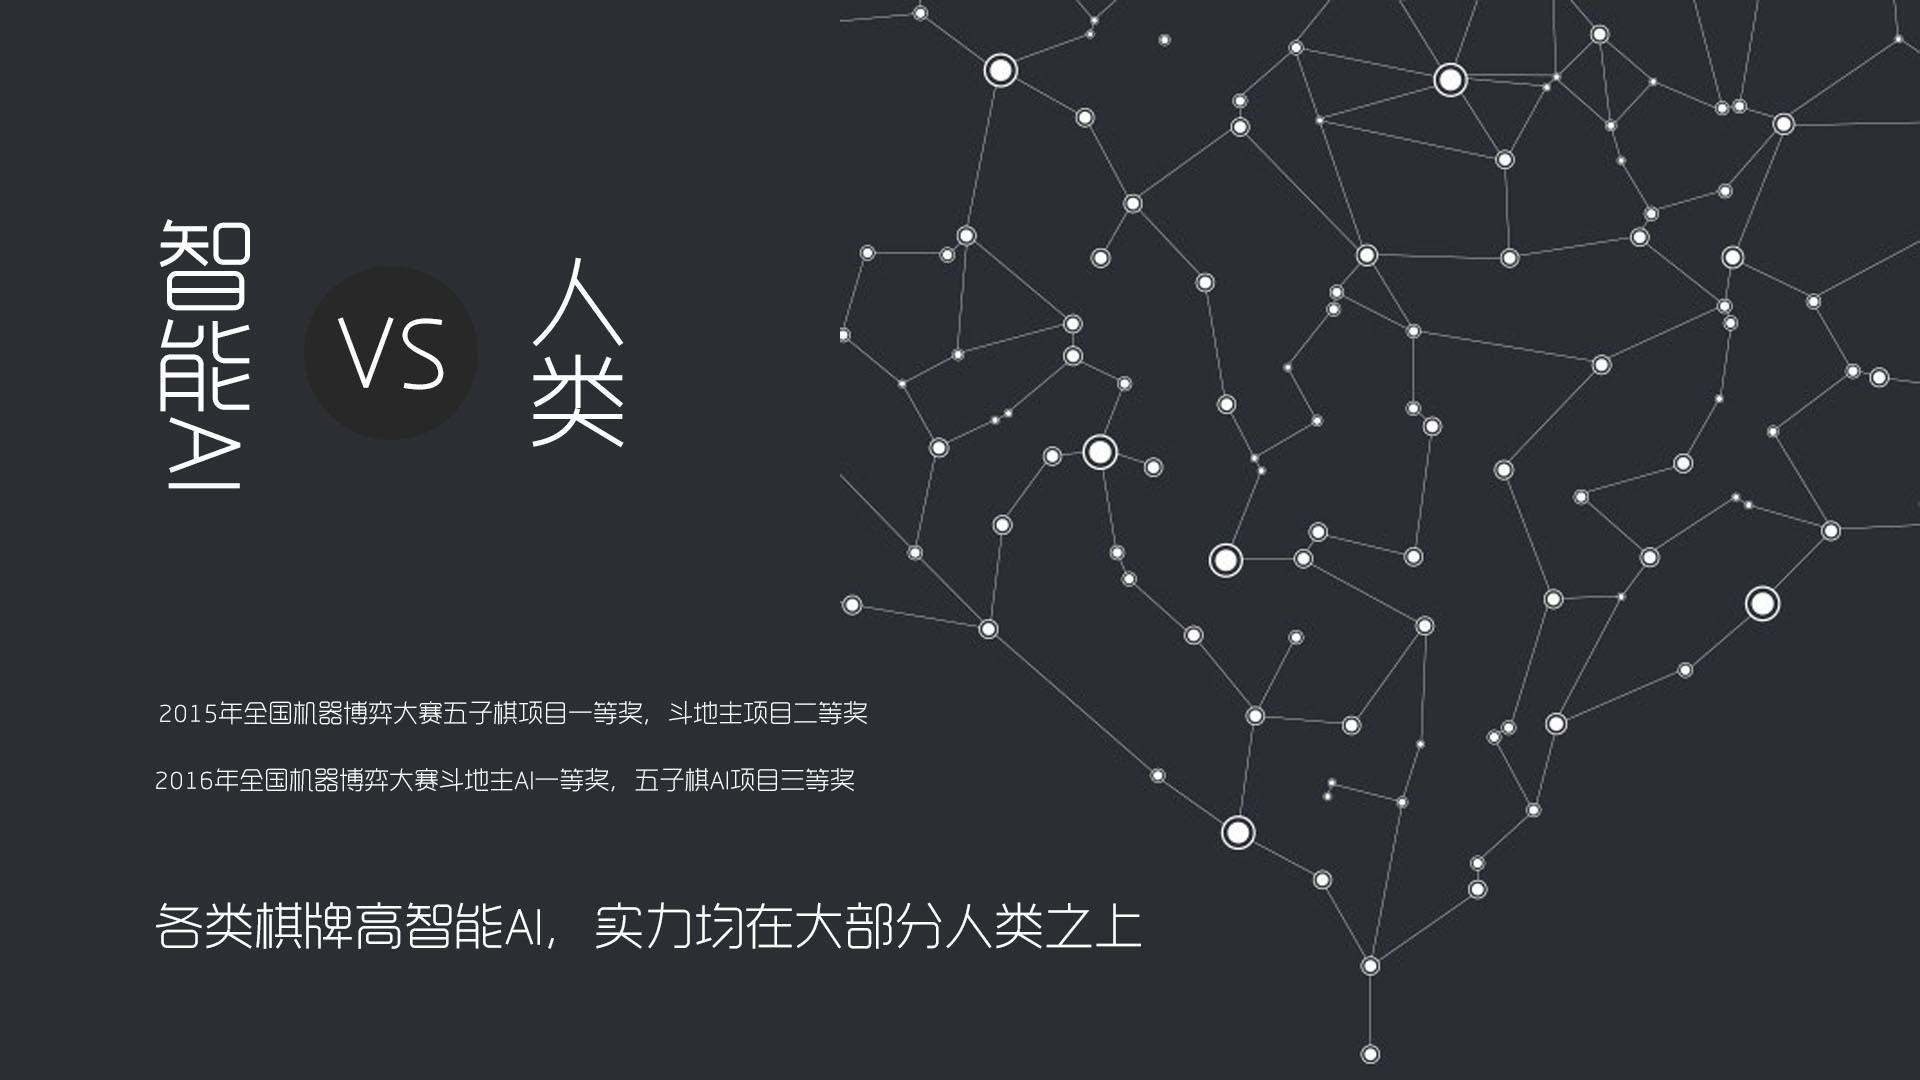 智能AI
VS
人类
2015年全国机器博弈大赛五子棋项目一等奖，斗地主项目二等奖
2016年全国机器博弈大赛斗地主AI一等奖，五子棋AI项目三等奖
各类棋牌高智能AI，实力均在大部分人类之上